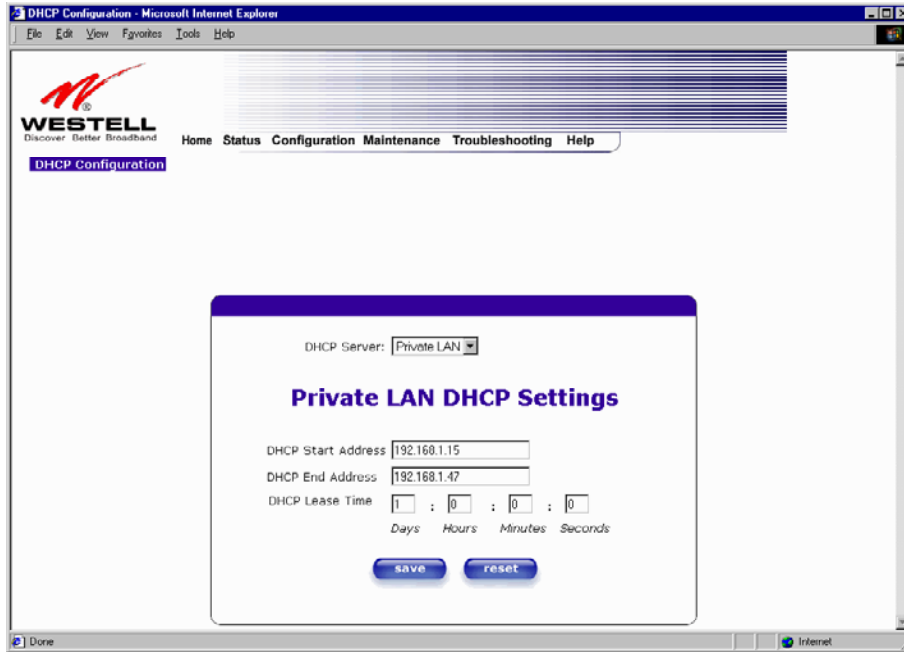 DHCP Configuration - Microsoft Internet Explorer
File Edit View Favorites Tools Help
®
WESTELL
Discover Better Broadband
Home Status Configuration Maintenance Troubleshooting Help
DHCP Configuration
DHCP Server: Private LAN
Private LAN DHCP Settings
DHCP Start Address 192.168.1.15
DHCP End Address 192.168.1.47
DHCP Lease Time 1 : 0 : 0 : 0
Days Hours Minutes Seconds
save reset
Done Internet